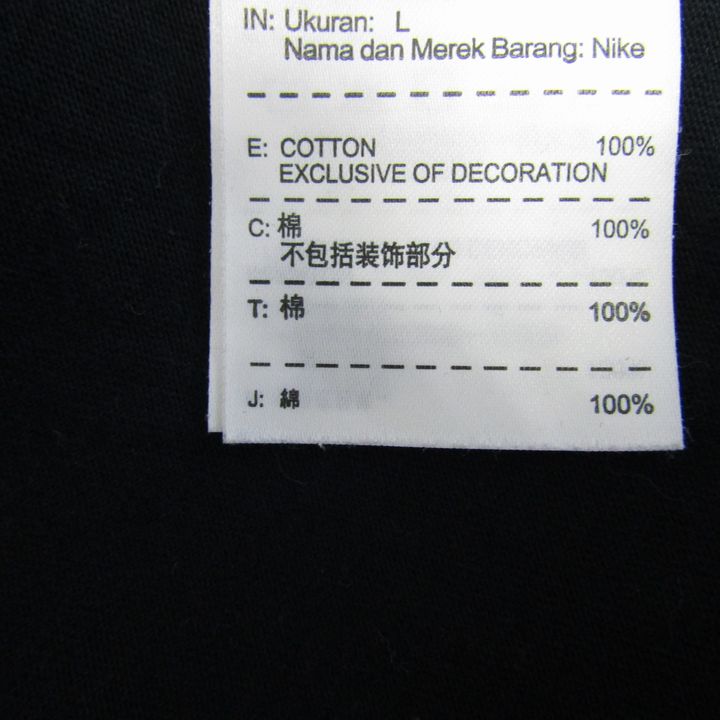 IN: Ukuran: L
Nama dan Merek Barang: Nike
E: COTTON 100%
EXCLUSIVE OF DECORATION
C: 棉 100%
不包括装饰部分
T: 棉 100%
J: 綿 100%